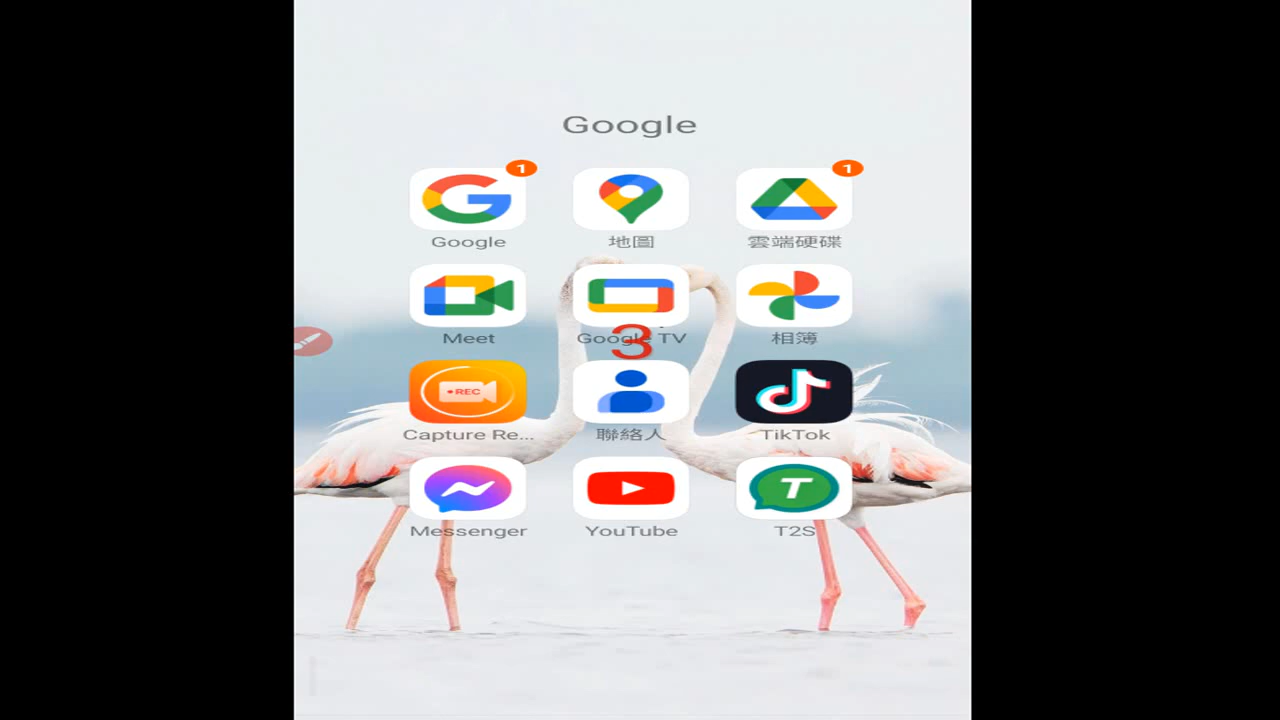 Google
1
1
Google
地圖
雲端硬碟
Meet
Google TV
相簿
3
REC
Capture Re...
聯絡人
TikTok
Messenger
YouTube
T
T2S